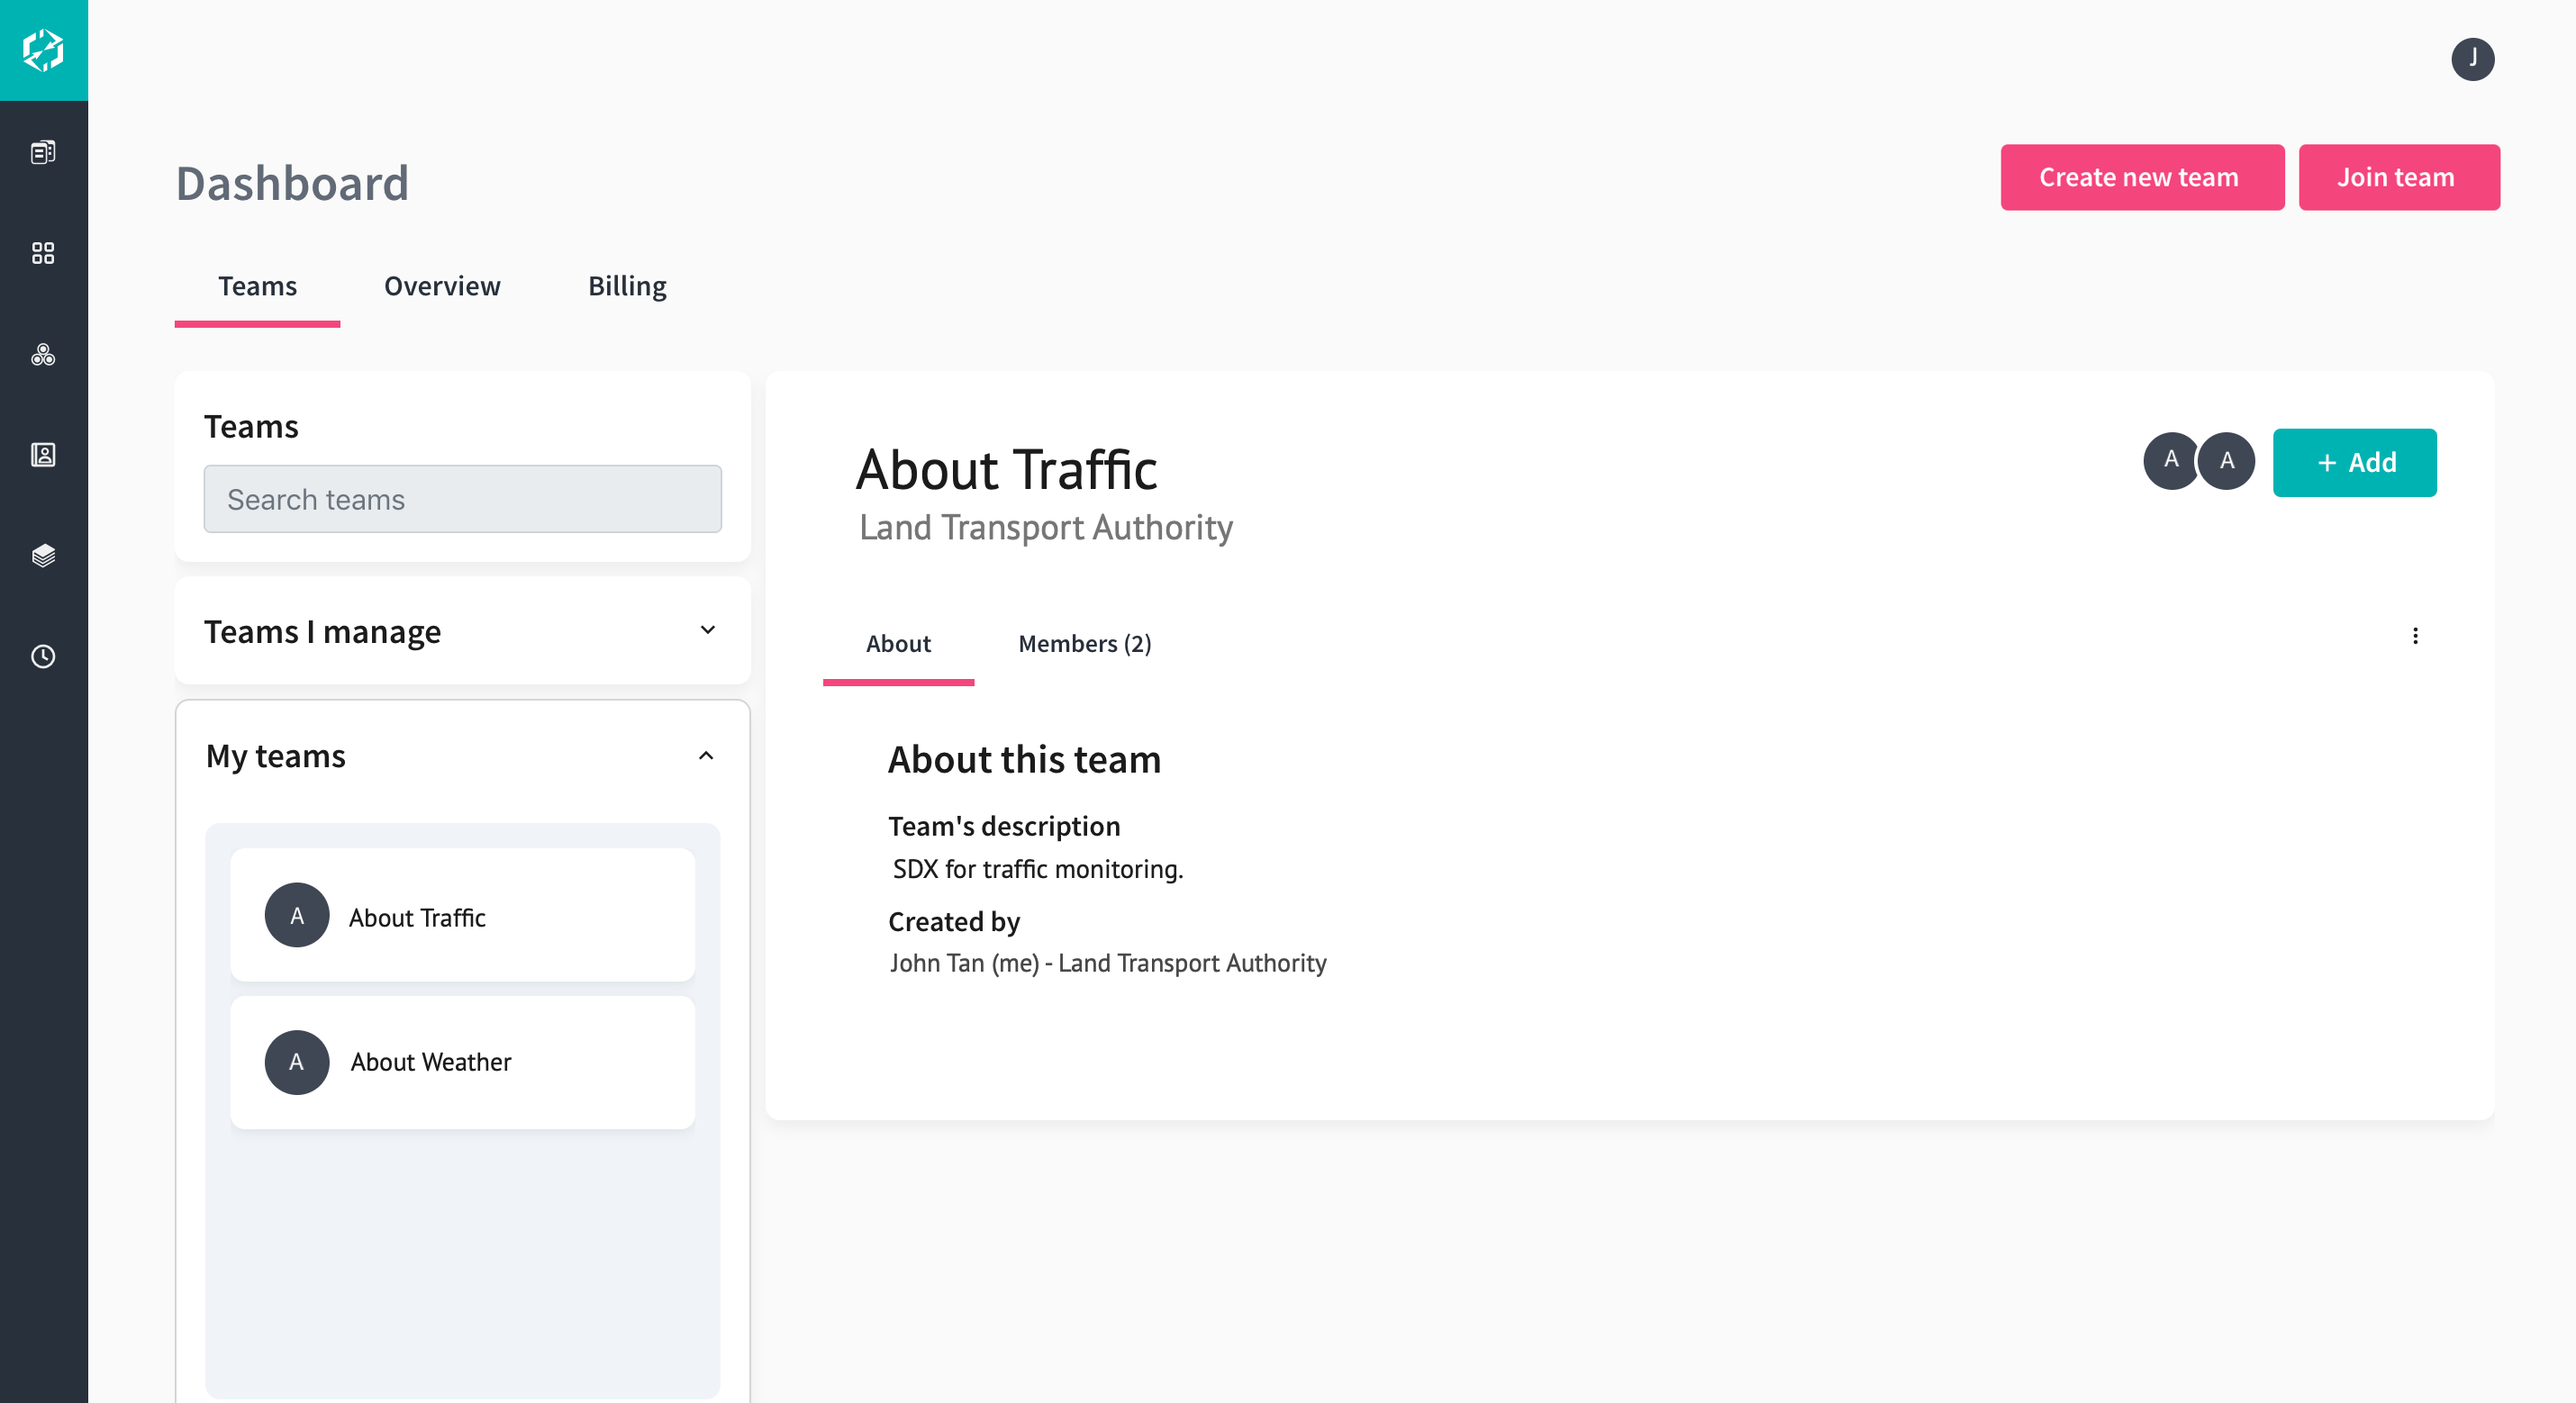 J
Dashboard
Create new team
Join team
Teams
Overview
Billing
Teams
Search teams
Teams I manage
My teams
A
About Traffic
A
About Weather
About Traffic
Land Transport Authority
A
A
+ Add
About
Members (2)
About this team
Team's description
SDX for traffic monitoring.
Created by
John Tan (me) - Land Transport Authority